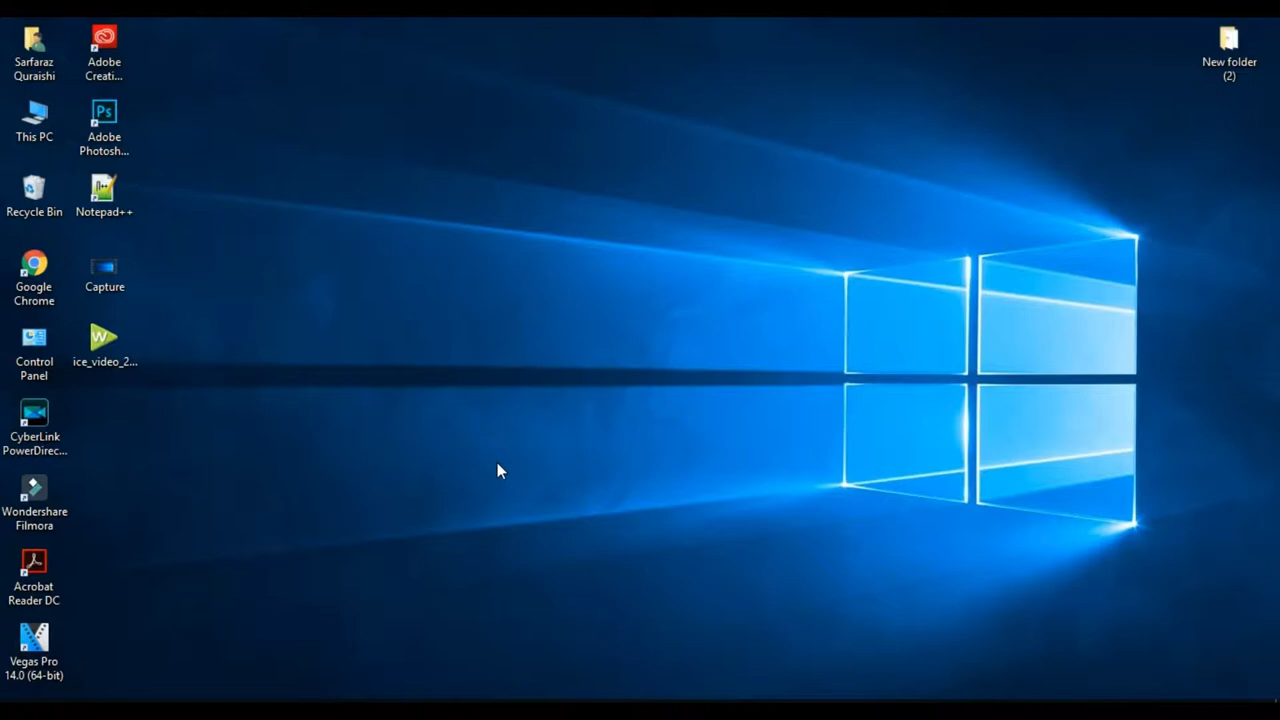 Sarfaraz
Quraishi
This PC
Recycle Bin
Google
Chrome
Control
Panel
CyberLink
PowerDirec...
Wondershare
Filmora
Acrobat
Reader DC
Vegas Pro
14.0 (64-bit)
Adobe
Creati...
Ps
Adobe
Photosh...
Notepad++
Capture
W
ice_video_2...
New folder
(2)